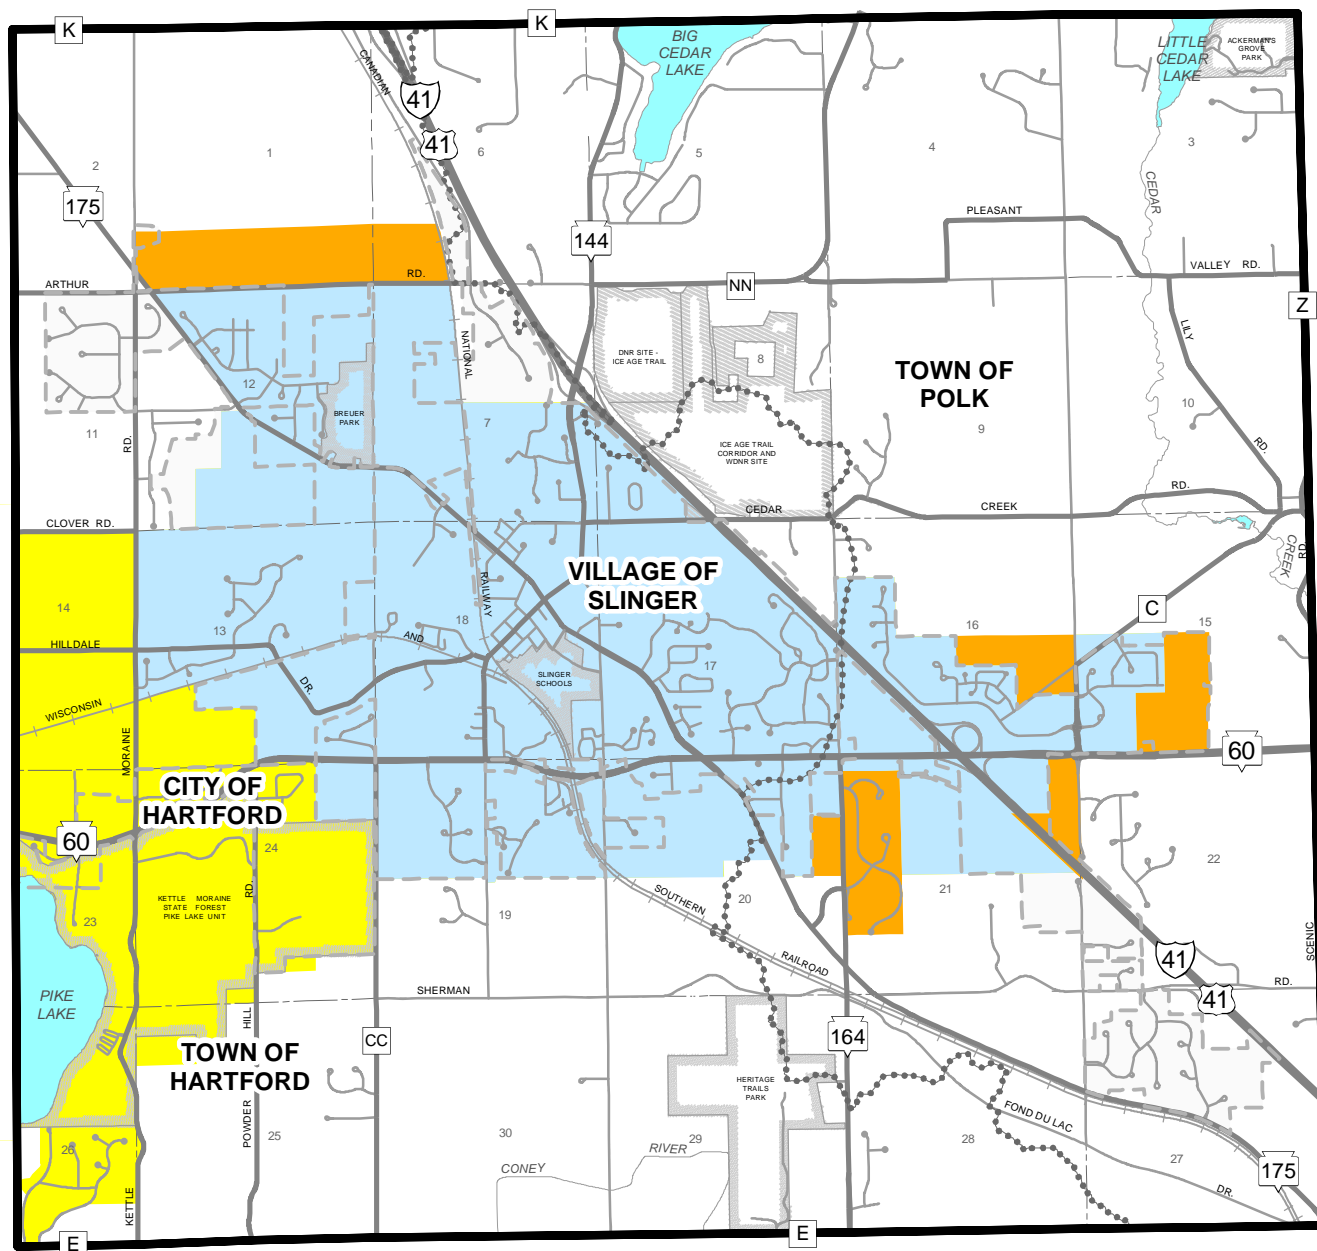 K
K
BIG
CEDAR
LAKE
LITTLE
CEDAR
LAKE
ACKERMAN'S
GROVE
PARK
CANADIAN
41
41
2
1
6
5
4
3
CEDAR
175
PLEASANT
144
VALLEY RD.
ARTHUR
RD.
NN
Z
NATIONAL
LILY
DNR SITE -
ICE AGE TRAIL
8
TOWN OF
POLK
12
BREUER
PARK
7
10
11
RD.
9
RD.
ICE AGE TRAIL
CORRIDOR AND
WDNR SITE
RD.
CLOVER RD.
CEDAR
CREEK
CREEK
RD.
VILLAGE OF
SLINGER
RAILWAY
14
13
18
16
C
15
HILLDALE
AND
DR.
SLINGER
SCHOOLS
17
WISCONSIN
MORAINE
60
CITY OF
HARTFORD
60
24
22
KETTLE MORAINE
STATE FOREST
PIKE LAKE UNIT
RD.
23
19
SOUTHERN
20
21
SCENIC
RAILROAD
41
41
PIKE
LAKE
SHERMAN
RD.
HILL
CC
164
TOWN OF
HARTFORD
HERITAGE
TRAILS
PARK
POWDER
FOND DU LAC
26
25
30
29
28
27
RIVER
CONEY
175
DR.
KETTLE
E
E